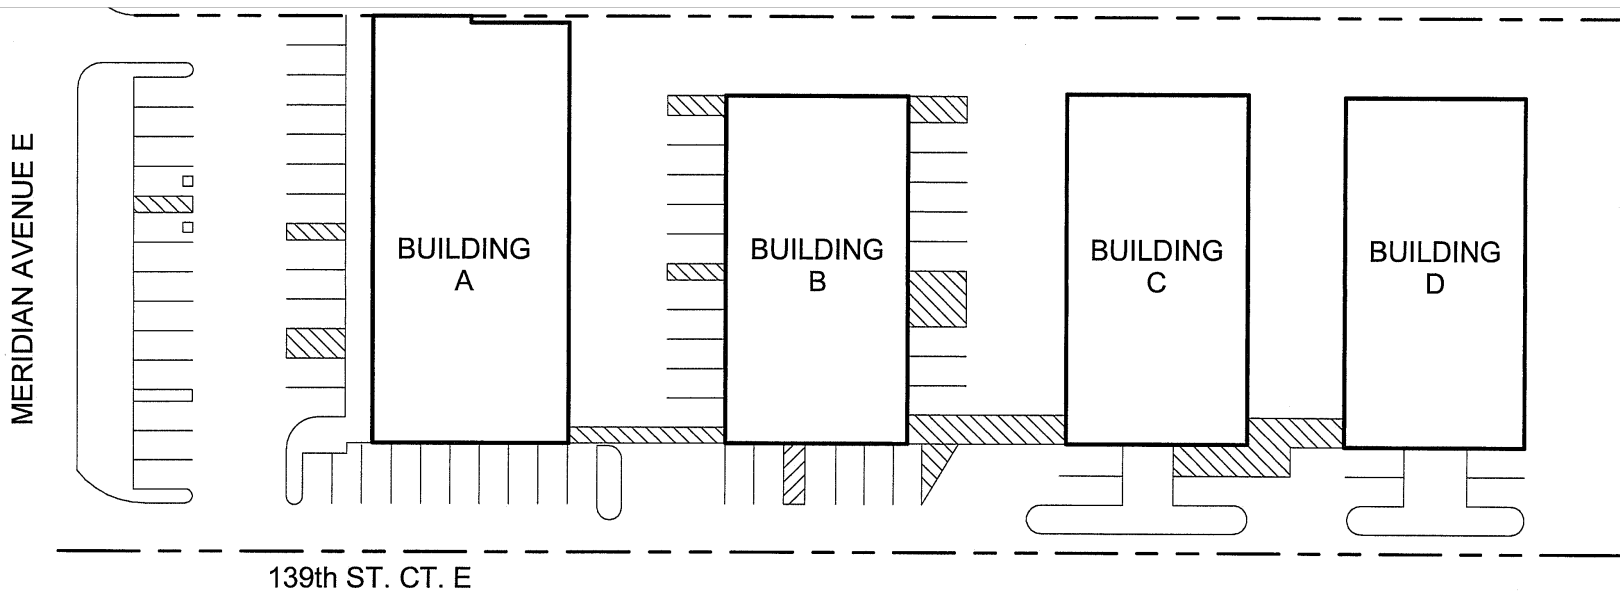 MERIDIAN AVENUE E
BUILDING
A
BUILDING
B
BUILDING
C
BUILDING
D
139th ST. CT. E